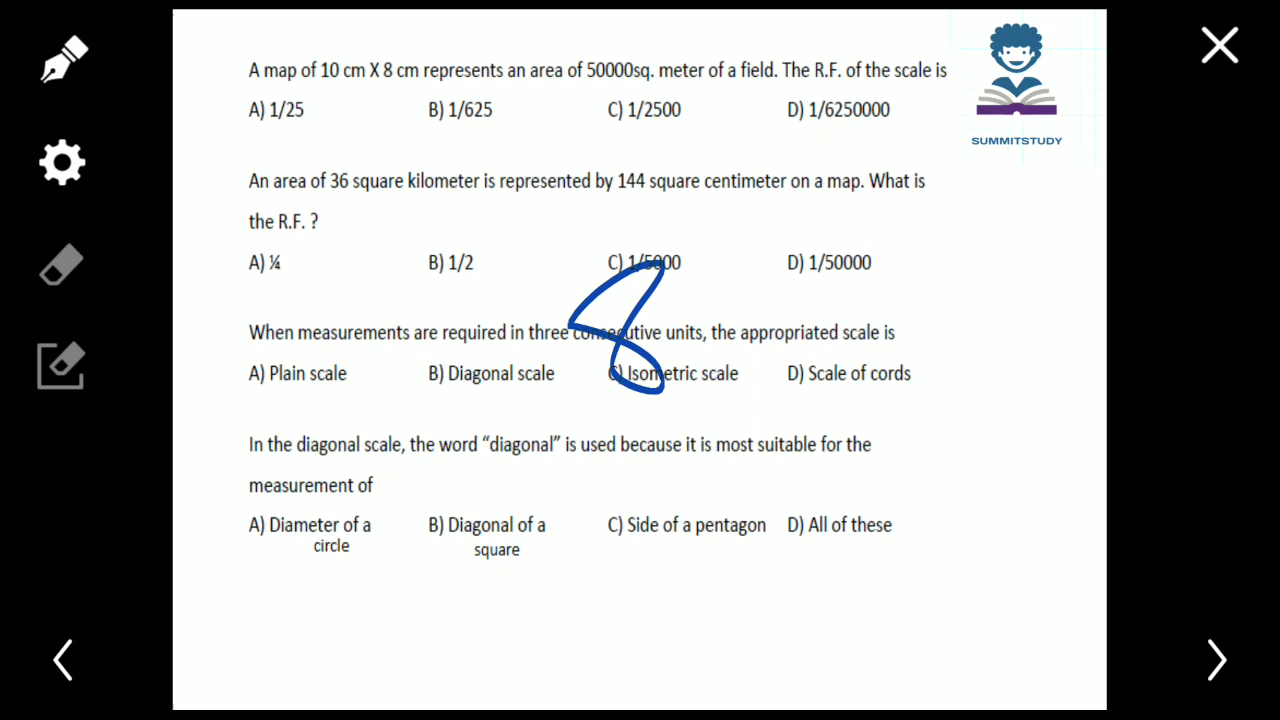 A map of 10 cm X 8 cm represents an area of 50000sq. meter of a field. The R.F. of the scale is
A) 1/25 B) 1/625 C) 1/2500 D) 1/6250000
SUMMITSTUDY
An area of 36 square kilometer is represented by 144 square centimeter on a map. What is
the R.F. ?
A) ¼ B) 1/2 C) 1/5000 D) 1/50000
8
When measurements are required in three consecutive units, the appropriated scale is
A) Plain scale B) Diagonal scale C) Isometric scale D) Scale of cords
In the diagonal scale, the word “diagonal” is used because it is most suitable for the
measurement of
A) Diameter of a B) Diagonal of a C) Side of a pentagon D) All of these
circle square